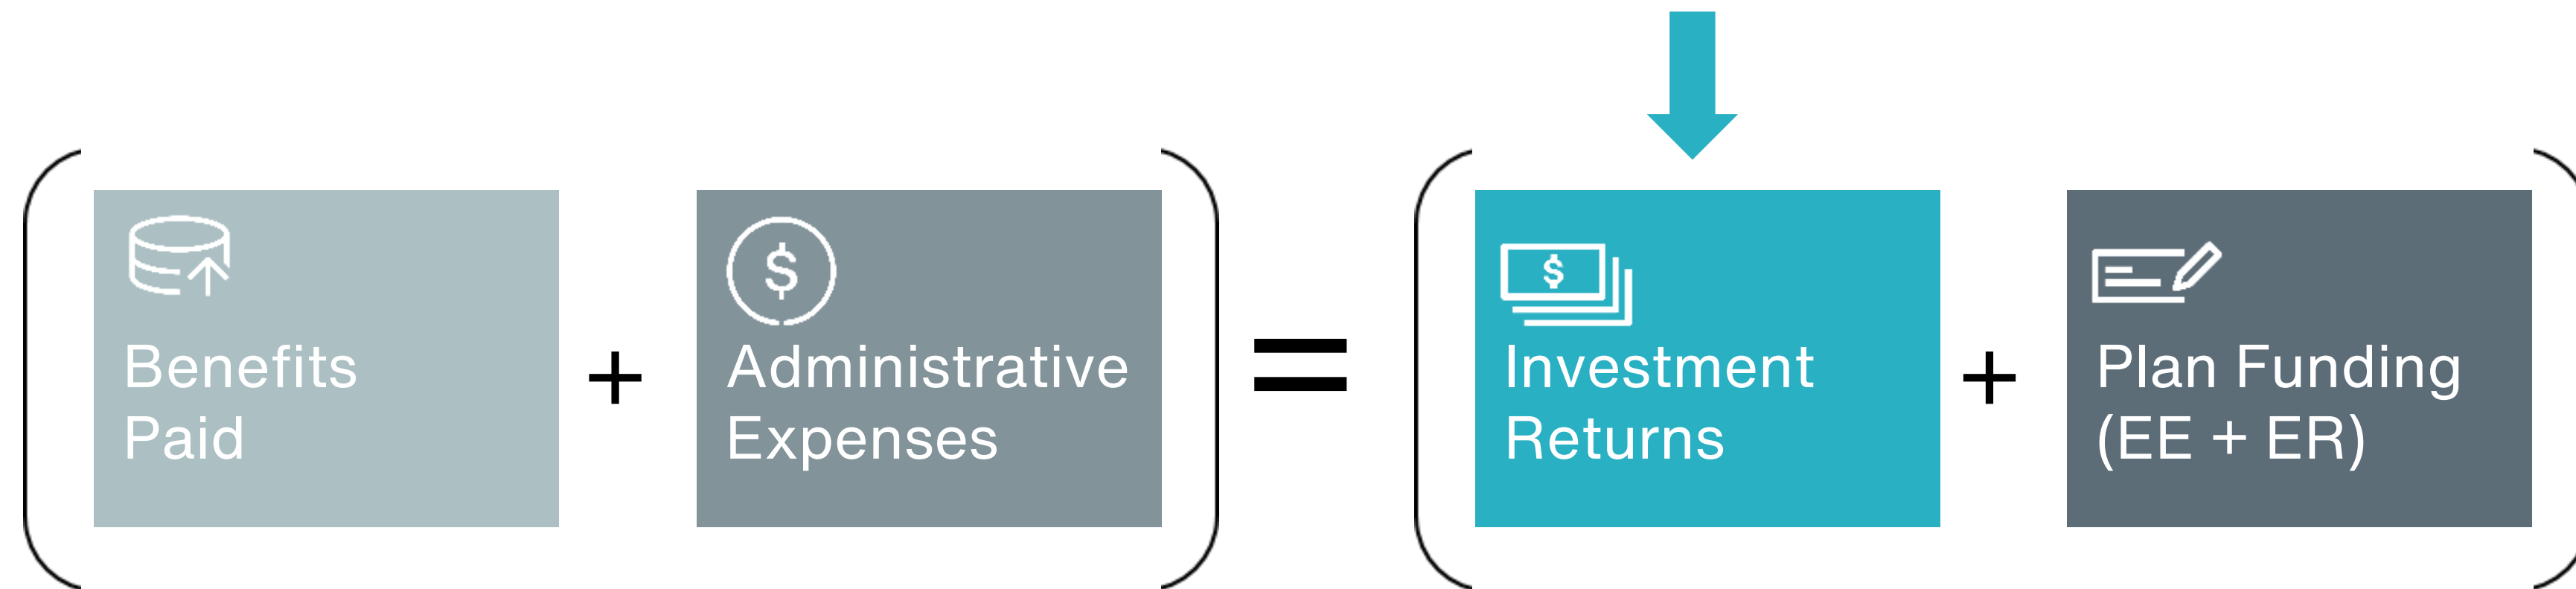 $
$
Benefits
Paid
+
Administrative
Expenses
=
Investment
Returns
+
Plan Funding
(EE + ER)